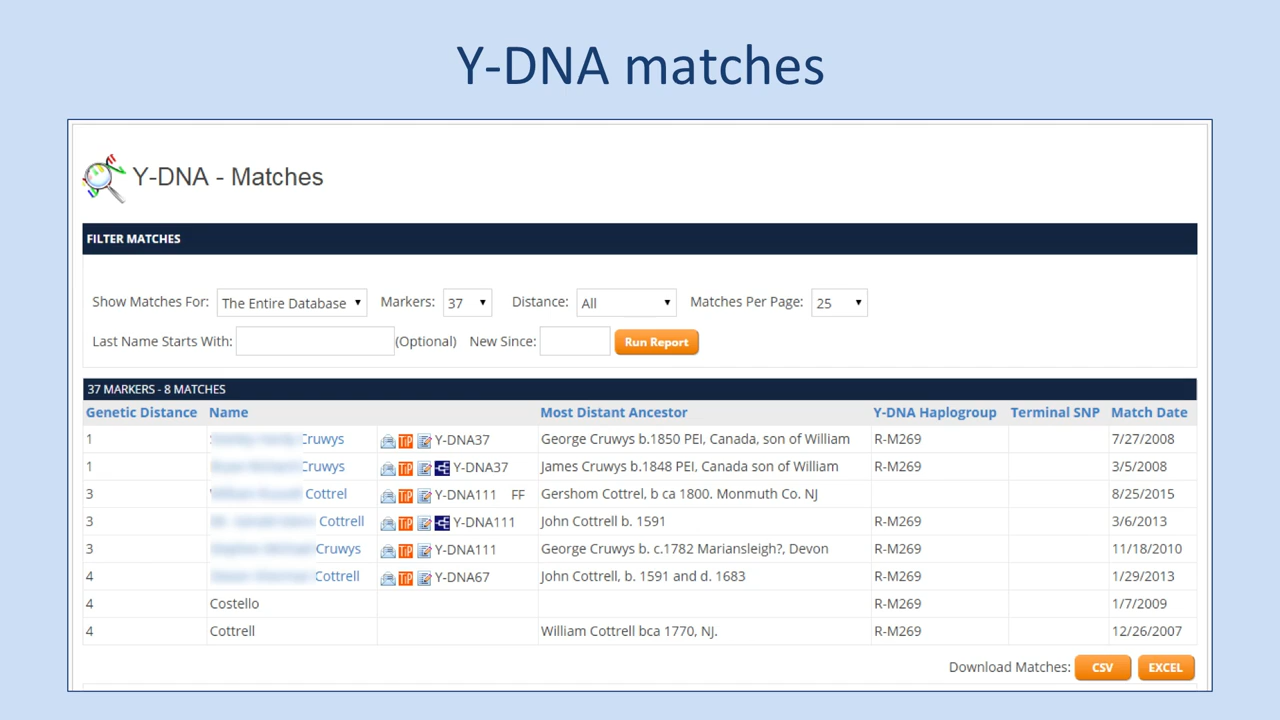 Y-DNA matches
Y-DNA - Matches
FILTER MATCHES
Show Matches For: The Entire Database Markers: 37 Distance: All Matches Per Page: 25
Last Name Starts With: (Optional) New Since: Run Report
37 MARKERS - 8 MATCHES
Genetic Distance Name Most Distant Ancestor Y-DNA Haplogroup Terminal SNP Match Date
1 Cruwys TiP Y-DNA37 George Cruwys b.1850 PEI, Canada, son of William R-M269 7/27/2008
1 Cruwys TiP Y-DNA37 James Cruwys b.1848 PEI, Canada son of William R-M269 3/5/2008
3 Cottrel TiP Y-DNA111 FF Gershom Cottrel, b ca 1800. Monmuth Co. NJ 8/25/2015
3 Cottrell TiP Y-DNA111 John Cottrell b. 1591 R-M269 3/6/2013
3 Cruwys TiP Y-DNA111 George Cruwys b. c.1782 Mariansleigh?, Devon R-M269 11/18/2010
4 Cottrell TiP Y-DNA67 John Cottrell, b. 1591 and d. 1683 R-M269 1/29/2013
4 Costello R-M269 1/7/2009
4 Cottrell William Cottrell bca 1770, NJ. R-M269 12/26/2007
Download Matches: CSV EXCEL